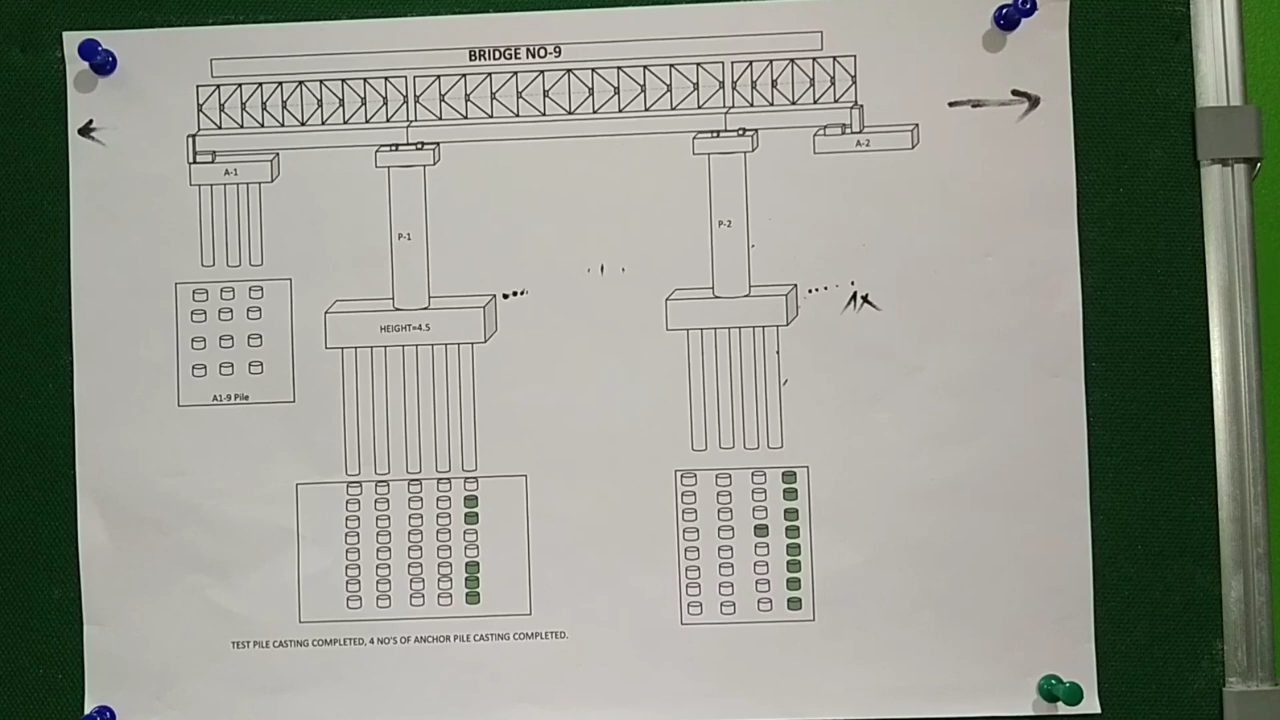 BRIDGE NO-9
A-1
A-2
P-1
P-2
HEIGHT=4.5
A1-9 Pile
TEST PILE CASTING COMPLETED, 4 NO'S OF ANCHOR PILE CASTING COMPLETED.